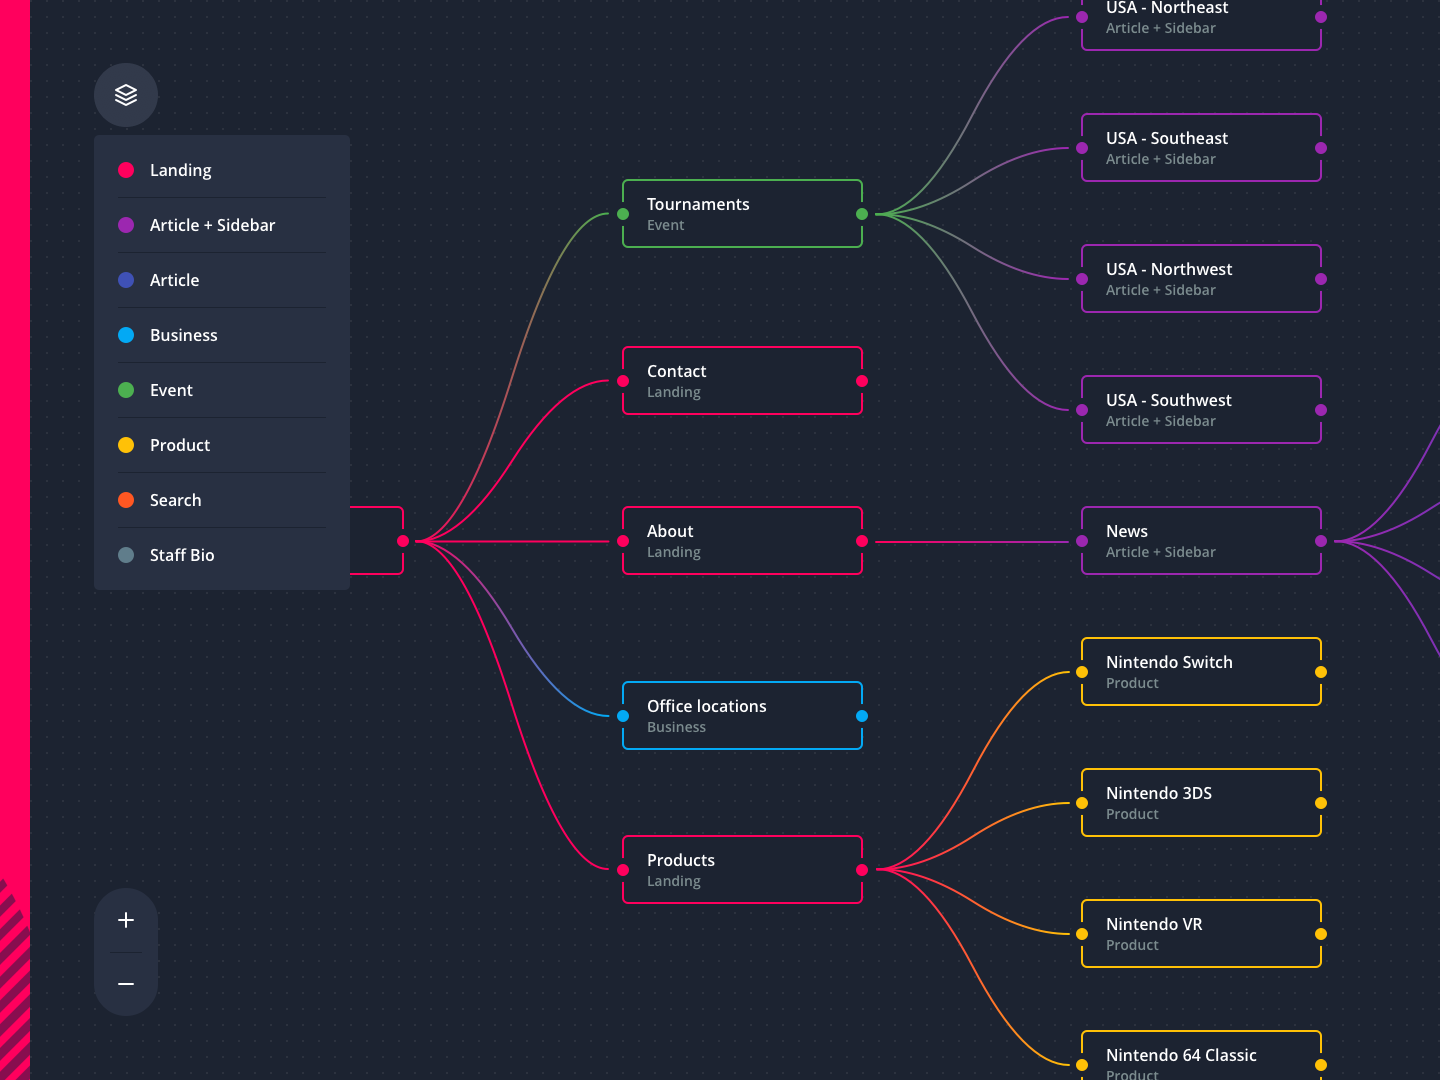 Landing
Article + Sidebar
Article
Business
Event
Product
Search
Staff Bio
Tournaments
Event
Contact
Landing
About
Landing
Office locations
Business
Products
Landing
USA - Northeast
Article + Sidebar
USA - Southeast
Article + Sidebar
USA - Northwest
Article + Sidebar
USA - Southwest
Article + Sidebar
News
Article + Sidebar
Nintendo Switch
Product
Nintendo 3DS
Product
Nintendo VR
Product
Nintendo 64 Classic
Product